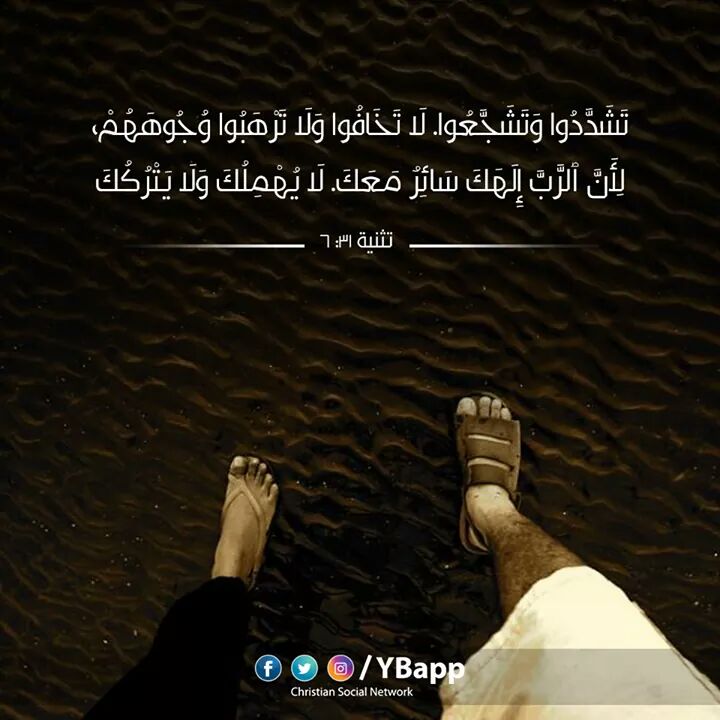 تَشَدَّدُوا وَتَشَجَّعُوا. لَا تَخَافُوا وَلَا تَرْهَبُوا وُجُوهَهُمْ،
لِأَنَّ ٱلرَّبَّ إِلَهَكَ سَائِرٌ مَعَكَ. لَا يُهْمِلُكَ وَلَا يَتْرُكُكَ
تثنية ٣١: ٦
/YBapp
Christian Social Network